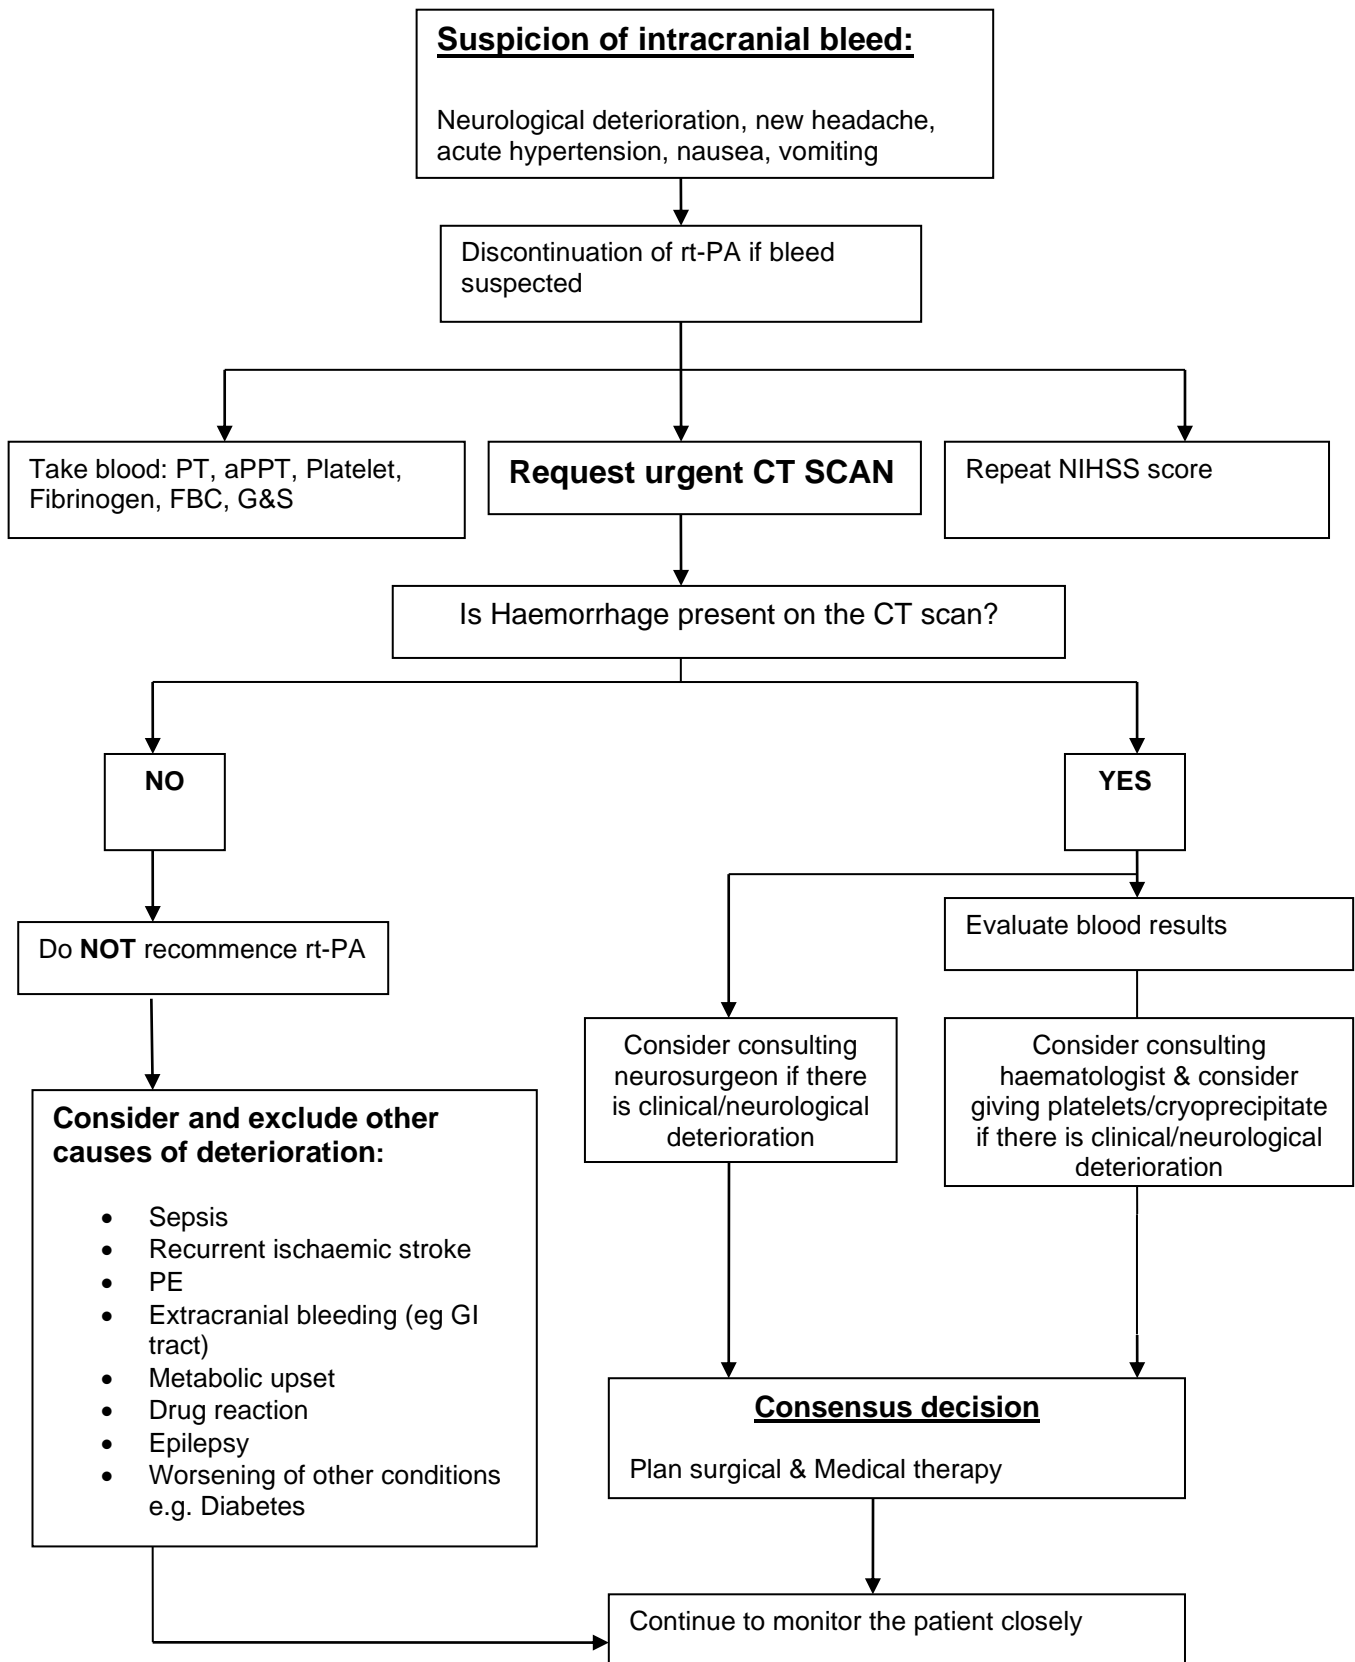 Suspicion of intracranial bleed:
Neurological deterioration, new headache,
acute hypertension, nausea, vomiting
Discontinuation of rt-PA if bleed
suspected
Take blood: PT, aPPT, Platelet,
Fibrinogen, FBC, G&S
Request urgent CT SCAN
Repeat NIHSS score
Is Haemorrhage present on the CT scan?
NO
YES
Do NOT recommence rt-PA
Evaluate blood results
Consider consulting
neurosurgeon if there
is clinical/neurological
deterioration
Consider consulting
haematologist & consider
giving platelets/cryoprecipitate
if there is clinical/neurological
deterioration
Consider and exclude other
causes of deterioration:
• Sepsis
• Recurrent ischaemic stroke
• PE
• Extracranial bleeding (eg GI
tract)
• Metabolic upset
• Drug reaction
• Epilepsy
• Worsening of other conditions
e.g. Diabetes
Consensus decision
Plan surgical & Medical therapy
Continue to monitor the patient closely